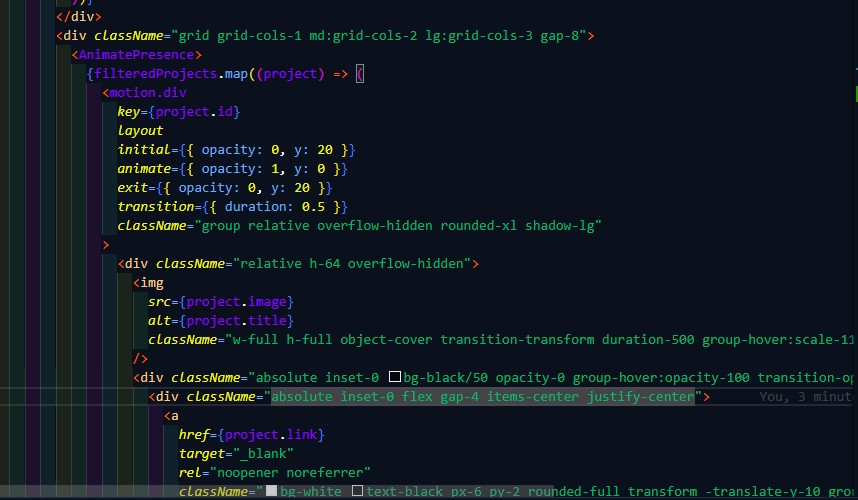 </div>
<div className="grid grid-cols-1 md:grid-cols-2 lg:grid-cols-3 gap-8">
<AnimatePresence>
{filteredProjects.map((project) => (
<motion.div
key={project.id}
layout
initial={{ opacity: 0, y: 20 }}
animate={{ opacity: 1, y: 0 }}
exit={{ opacity: 0, y: 20 }}
transition={{ duration: 0.5 }}
className="group relative overflow-hidden rounded-xl shadow-lg"
>
<div className="relative h-64 overflow-hidden">
<img
src={project.image}
alt={project.title}
className="w-full h-full object-cover transition-transform duration-500 group-hover:scale-11
/>
<div className="absolute inset-0 bg-black/50 opacity-0 group-hover:opacity-100 transition-op
<div className="absolute inset-0 flex gap-4 items-center justify-center"> You, 3 minut
<a
href={project.link}
target="_blank"
rel="noopener noreferrer"
className="bg-white text-black px-6 py-2 rounded-full transform -translate-y-10 grou